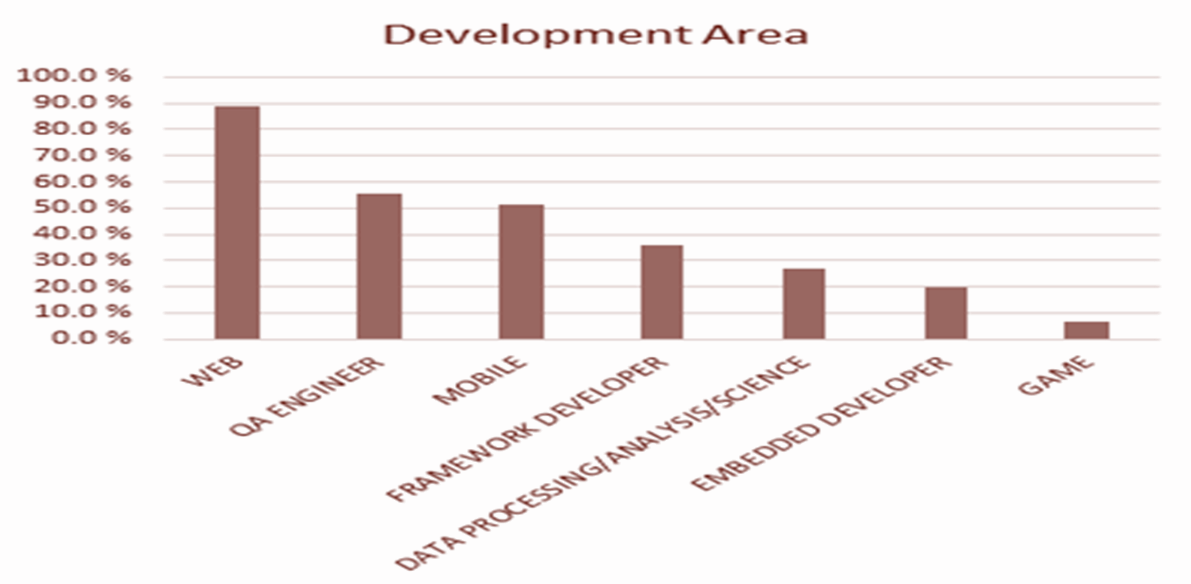 Development Area
100.0 %
90.0 %
80.0 %
70.0 %
60.0 %
50.0 %
40.0 %
30.0 %
20.0 %
10.0 %
0.0 %
WEB
QA ENGINEER
MOBILE
FRAMEWORK DEVELOPER
DATA PROCESSING/ANALYSIS/SCIENCE
EMBEDDED DEVELOPER
GAME